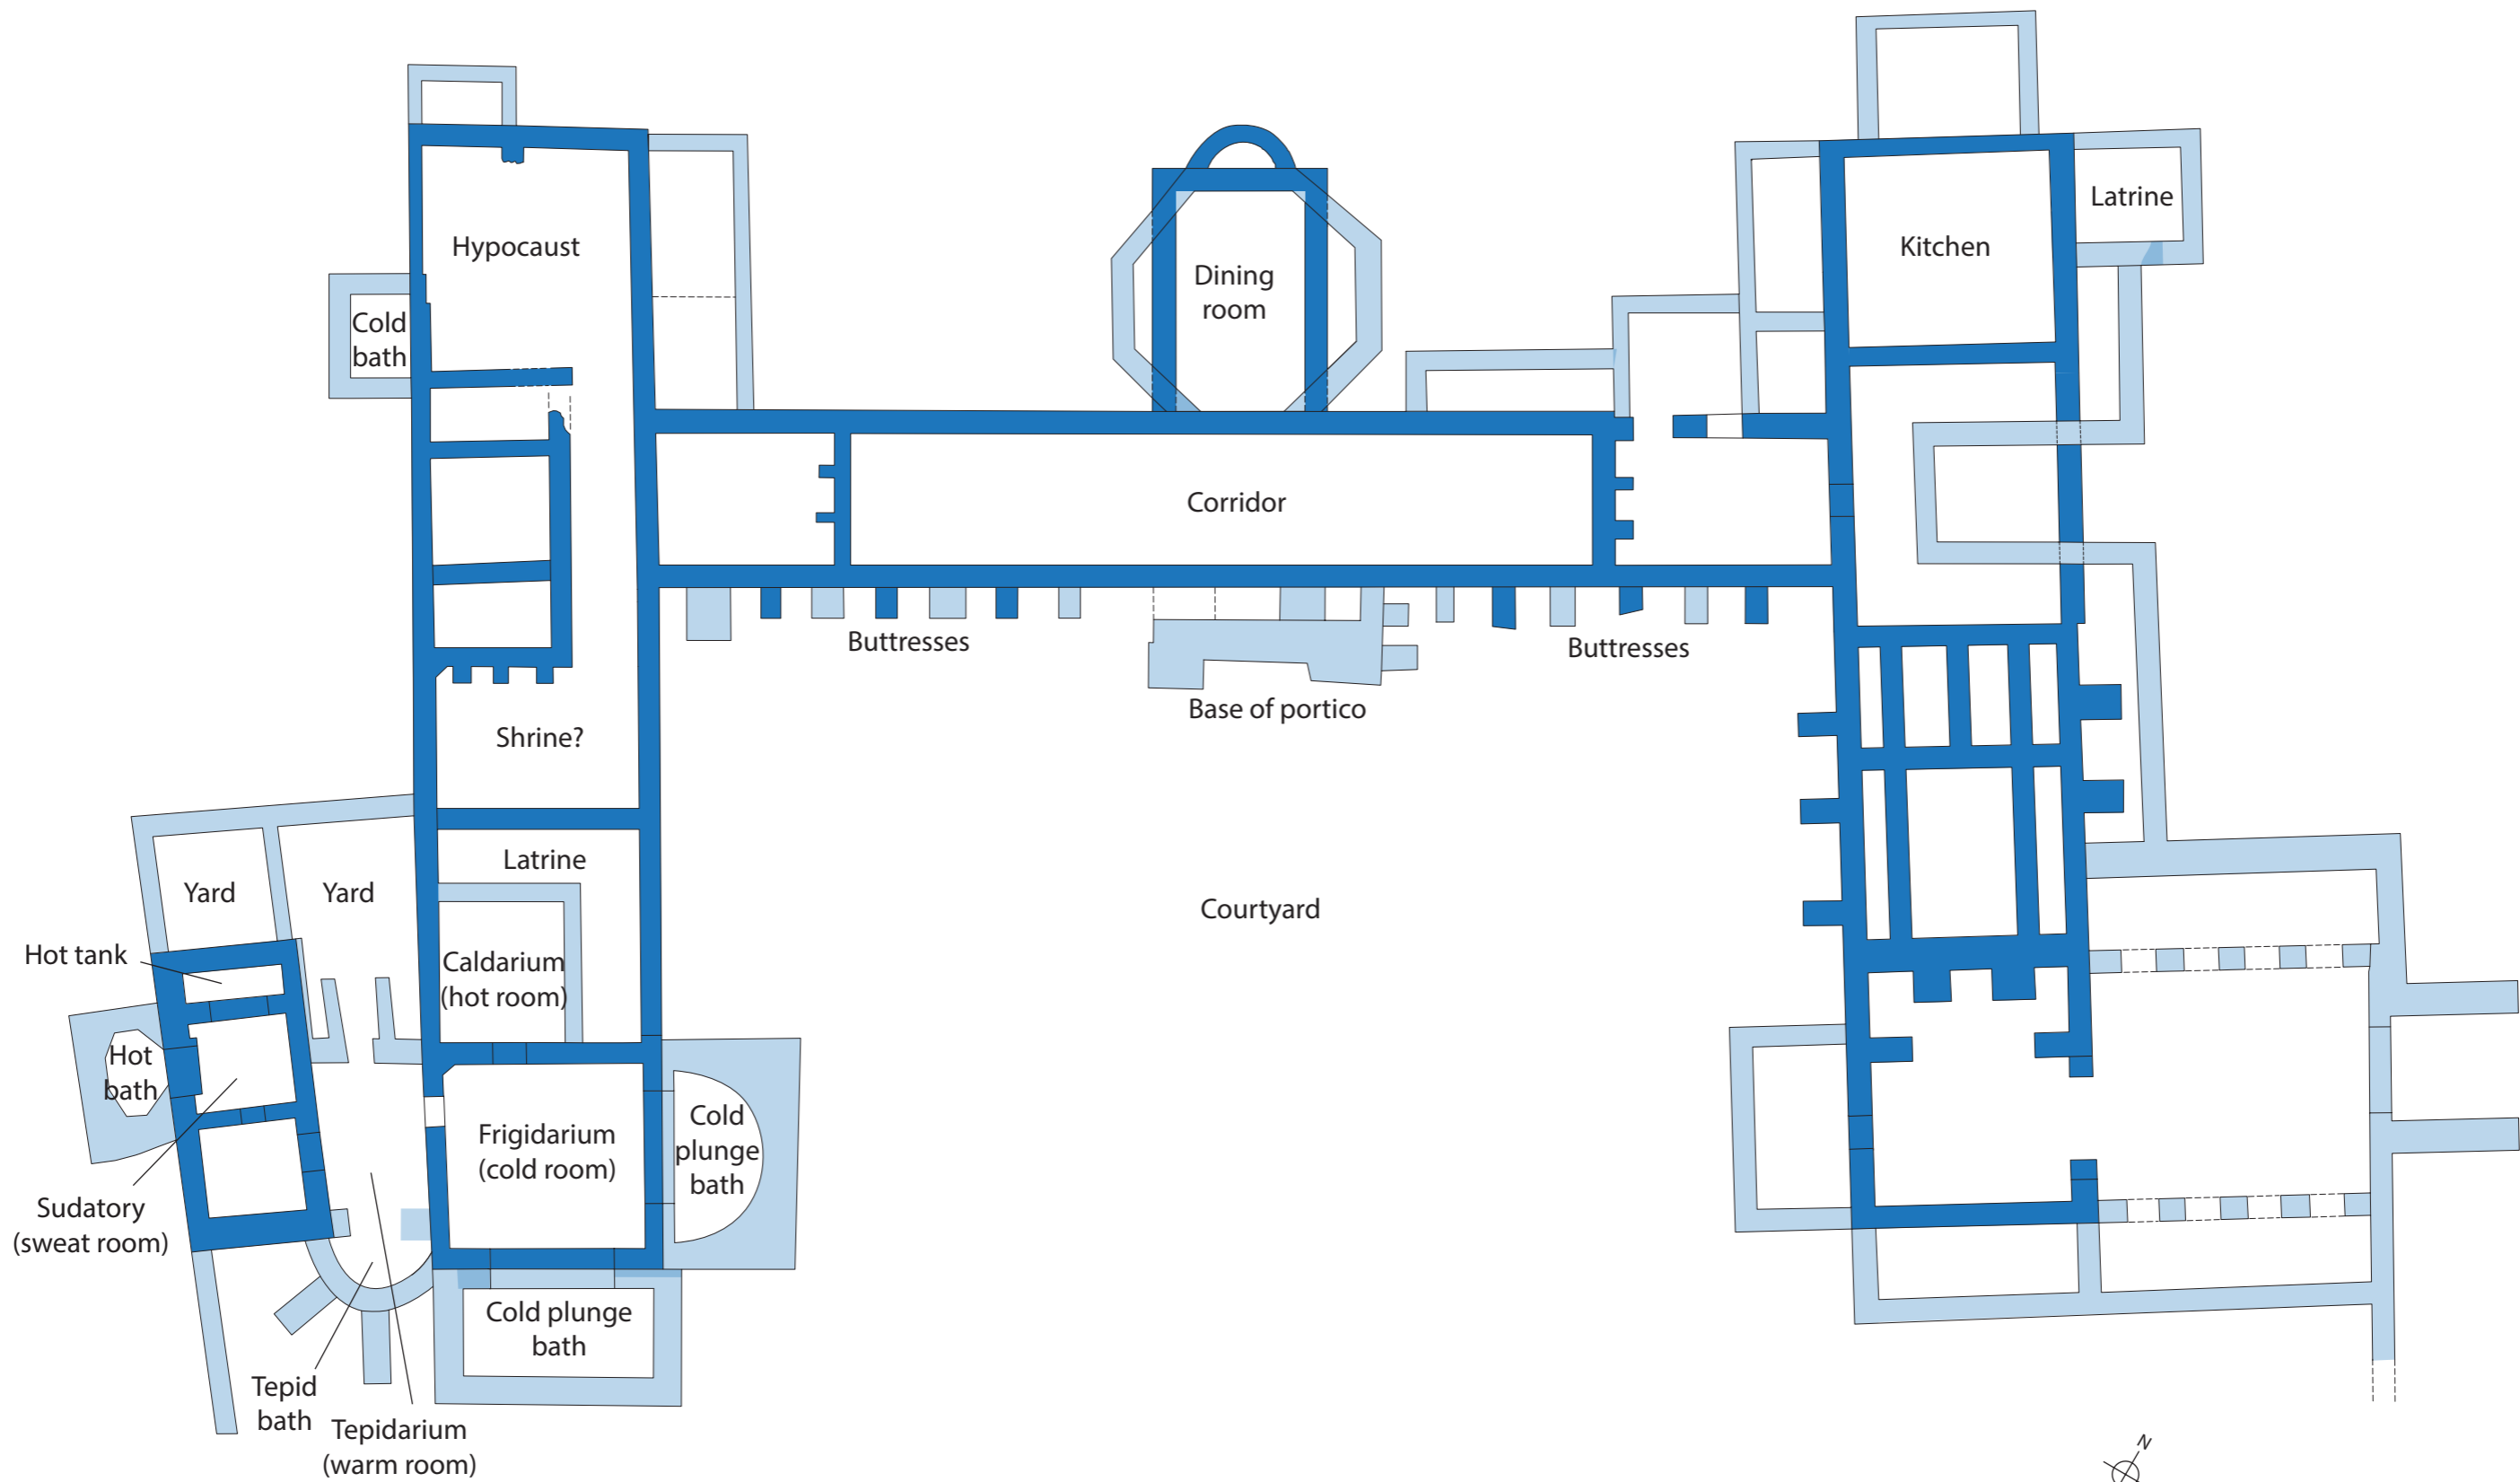 Hypocaust
Cold
bath
Dining
room
Kitchen
Latrine
Corridor
Buttresses
Buttresses
Base of portico
Shrine?
Latrine
Yard
Yard
Courtyard
Hot tank
Caldarium
(hot room)
Hot
bath
Frigidarium
(cold room)
Cold
plunge
bath
Sudatory
(sweat room)
Cold plunge
bath
Tepid
bath
Tepidarium
(warm room)
N